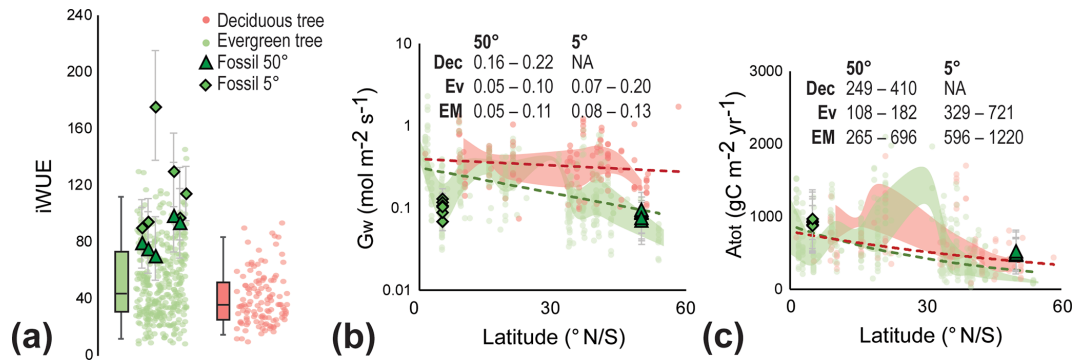 240
200
160
120
80
40
0
iWUE
Deciduous tree
Evergreen tree
Fossil 50°
Fossil 5°
(a)
10
1
0.1
0.01
Gw (mol m-2 s-1)
50° 5°
Dec 0.16 – 0.22 NA
Ev 0.05 – 0.10 0.07 – 0.20
EM 0.05 – 0.11 0.08 – 0.13
0 30 60
Latitude (° N/S)
(b)
3000
2000
1000
0
Atot (gC m-2 yr-1)
50° 5°
Dec 249 – 410 NA
Ev 108 – 182 329 – 721
EM 265 – 696 596 – 1220
0 30 60
Latitude (° N/S)
(c)